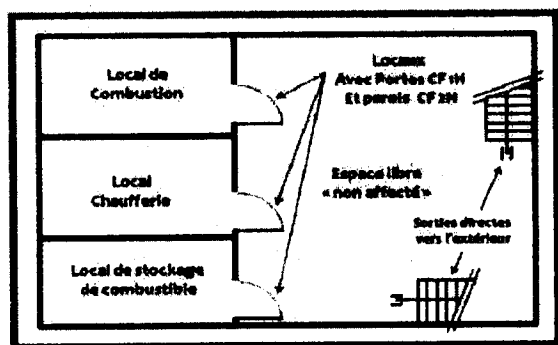 Local de
Combustion
Locaux
Avec Portes CF 1H
Et parois CF 2H
Local
Chaufferie
Espace libre
« non affecté »
Sorties directes
vers l'extérieur
Local de stockage
de combustible